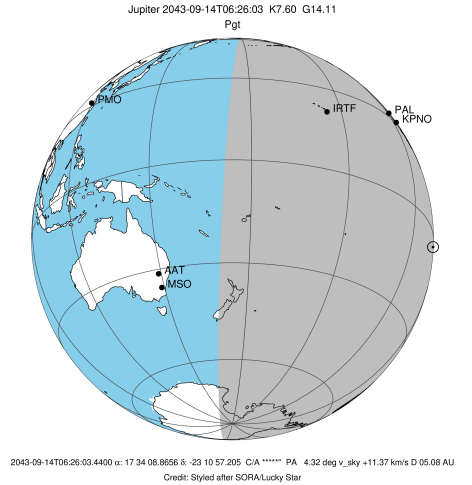 Jupiter 2043-09-14T06:26:03 K7.60 G14.11
Pgt
PMO
IRTF
PAL
KPNO
AAT
MSO
2043-09-14T06:26:03.4400 α: 17 34 08.8656 δ: -23 10 57.205 C/A *****" PA 4.32 deg v_sky +11.37 km/s D 05.08 AU
Credit: Styled after SORA/Lucky Star